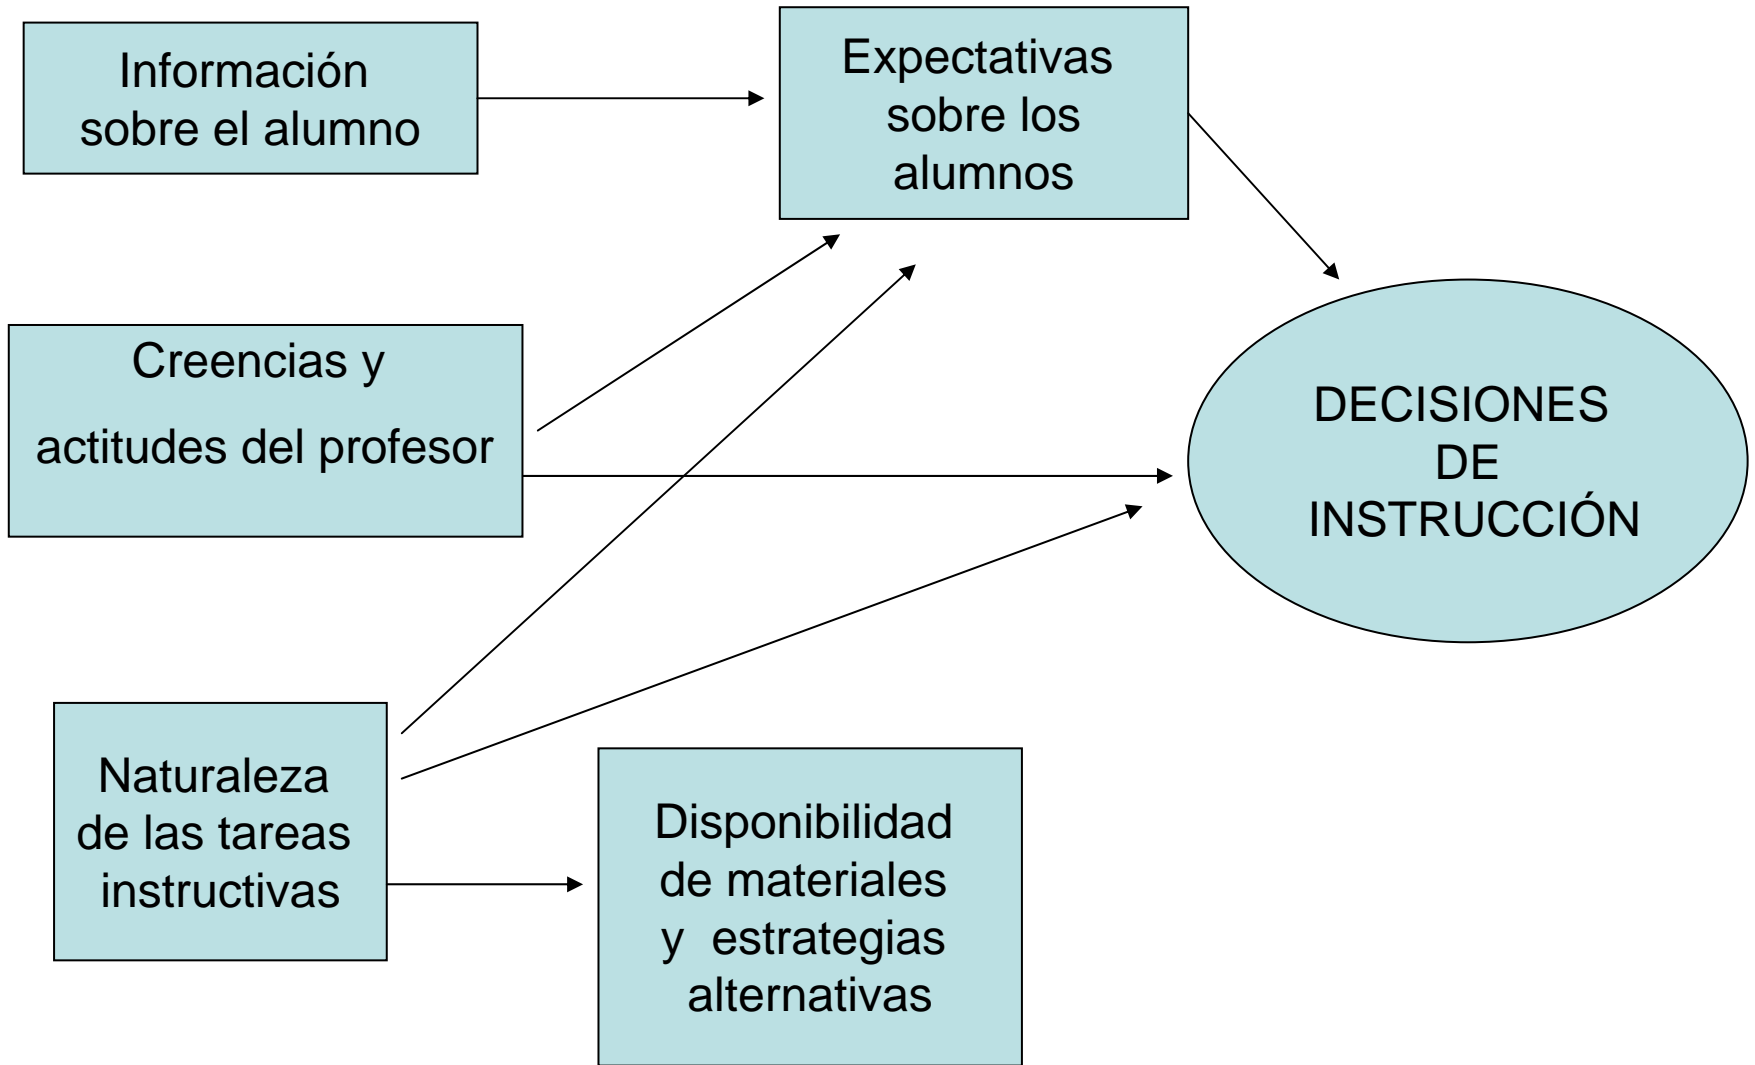 Información
sobre el alumno
Expectativas
sobre los
alumnos
Creencias y
actitudes del profesor
DECISIONES
DE
INSTRUCCIÓN
Naturaleza
de las tareas
instructivas
Disponibilidad
de materiales
y estrategias
alternativas